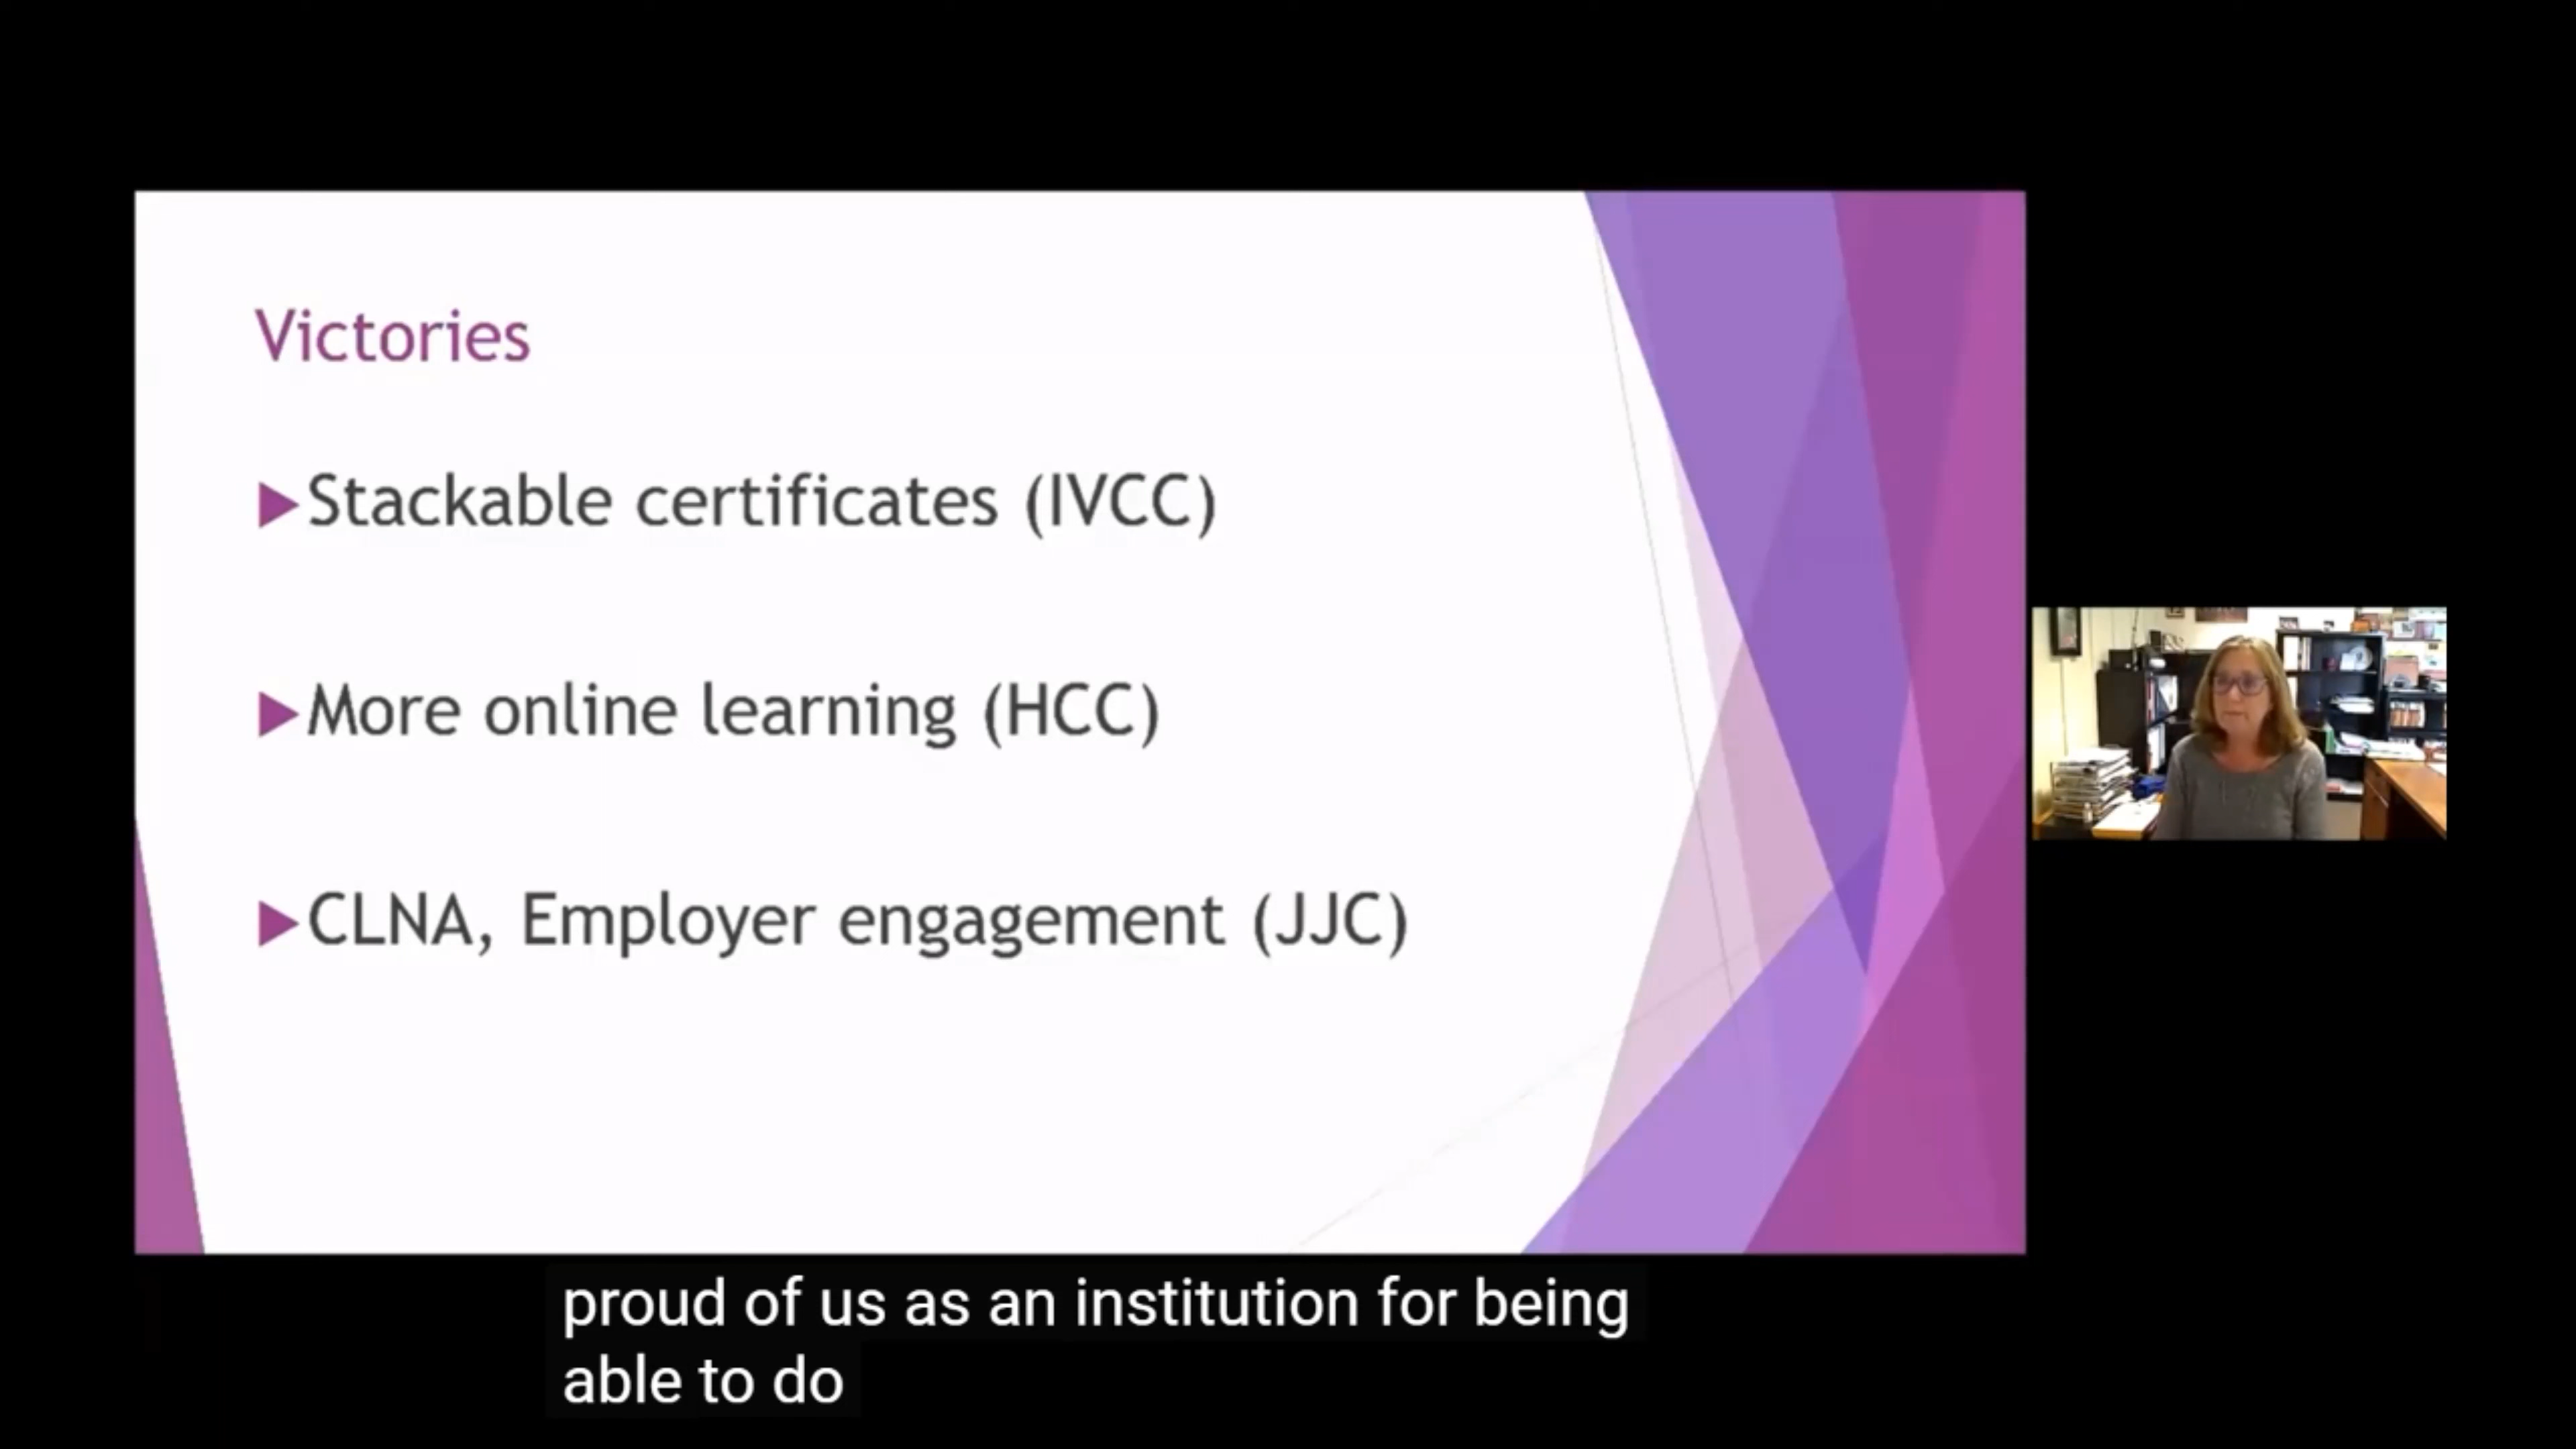 Victories
Stackable certificates (IVCC)
More online learning (HCC)
CLNA, Employer engagement (JJC)
proud of us as an institution for being
able to do